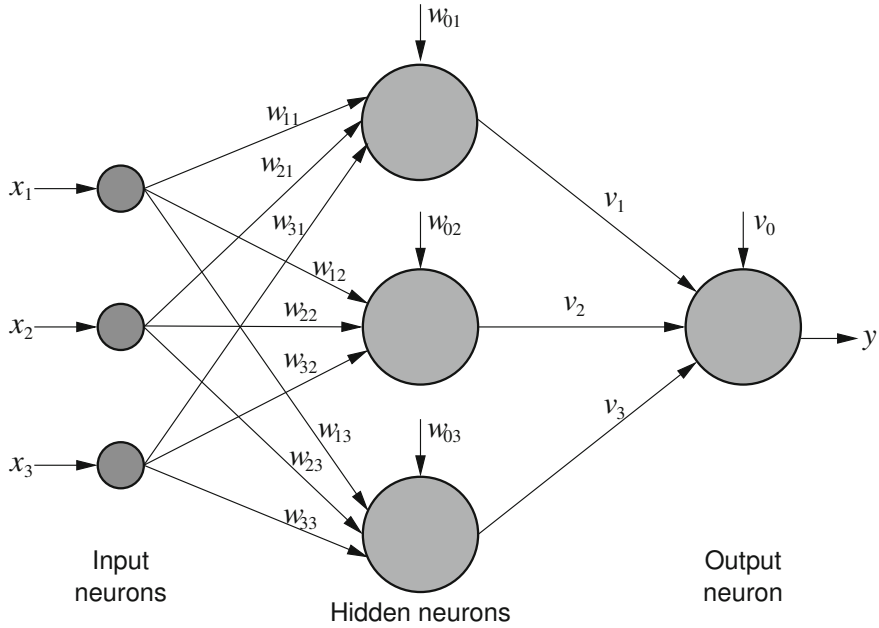 w₀₁
w₁₁
w₂₁
x₁
v₁
w₃₁
w₀₂
v₀
w₁₂
w₂₂
v₂
x₂
y
w₃₂
v₃
w₁₃
w₀₃
w₂₃
x₃
w₃₃
Input
neurons
Hidden neurons
Output
neuron